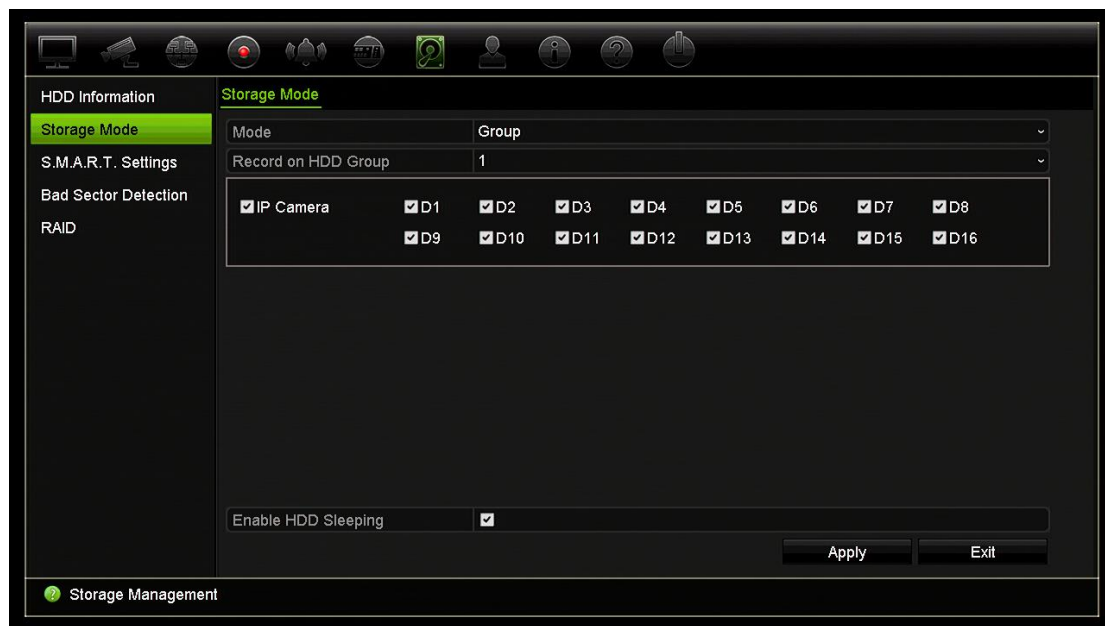 HDD Information
Storage Mode
S.M.A.R.T. Settings
Bad Sector Detection
RAID
Storage Mode
Mode Group
Record on HDD Group 1
IP Camera D1 D2 D3 D4 D5 D6 D7 D8
D9 D10 D11 D12 D13 D14 D15 D16
Enable HDD Sleeping
Apply Exit
Storage Management